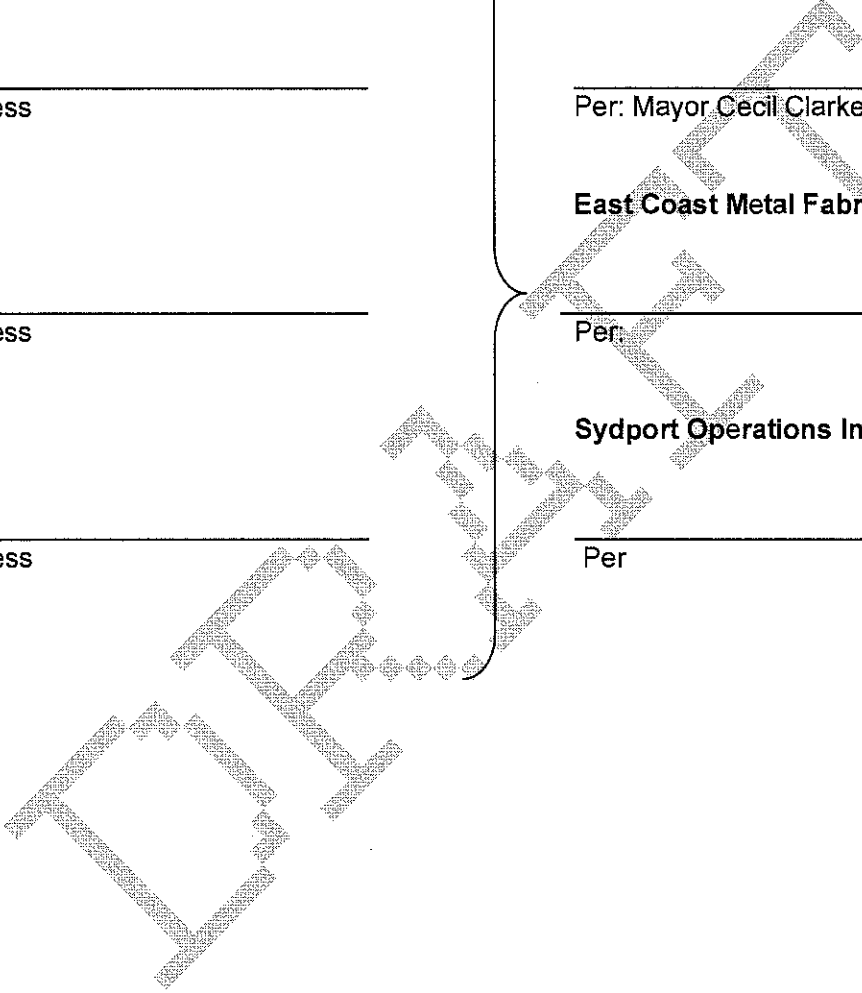 ess
Per: Mayor Cecil Clarke
East Coast Metal Fabr
ess
Per:
Sydport Operations In
ess
Per
DRAFT